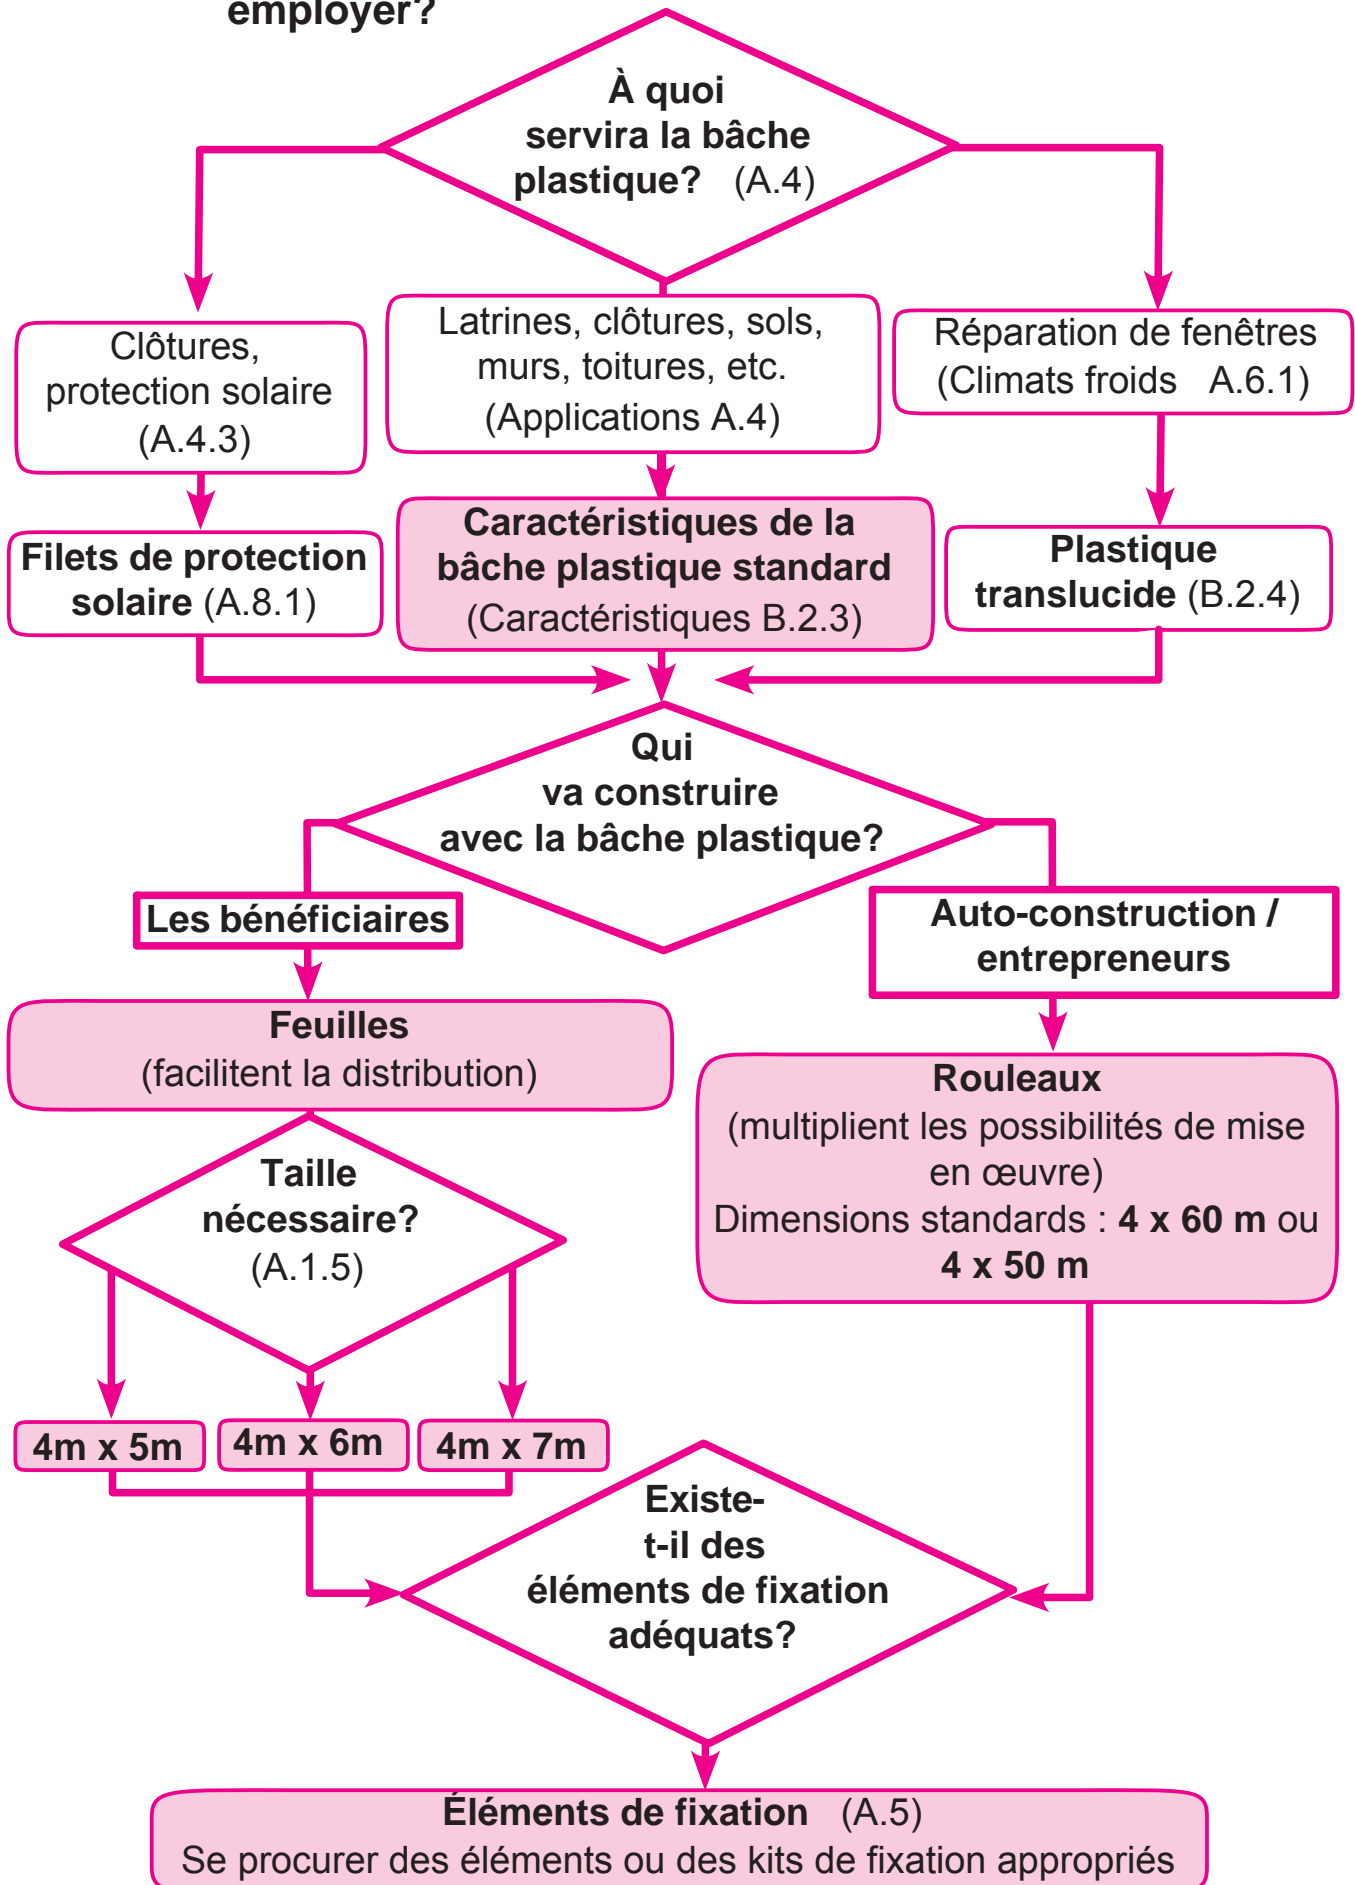 employer?
À quoi
servira la bâche
plastique? (A.4)
Clôtures,
protection solaire
(A.4.3)
Latrines, clôtures, sols,
murs, toitures, etc.
(Applications A.4)
Réparation de fenêtres
(Climats froids A.6.1)
Filets de protection
solaire (A.8.1)
Caractéristiques de la
bâche plastique standard
(Caractéristiques B.2.3)
Plastique
translucide (B.2.4)
Qui
va construire
avec la bâche plastique?
Les bénéficiaires
Auto-construction /
entrepreneurs
Feuilles
(facilitent la distribution)
Rouleaux
(multiplient les possibilités de mise
en œuvre)
Dimensions standards : 4 x 60 m ou
4 x 50 m
Taille
nécessaire?
(A.1.5)
4m x 5m
4m x 6m
4m x 7m
Existe-
t-il des
éléments de fixation
adéquats?
Éléments de fixation (A.5)
Se procurer des éléments ou des kits de fixation appropriés